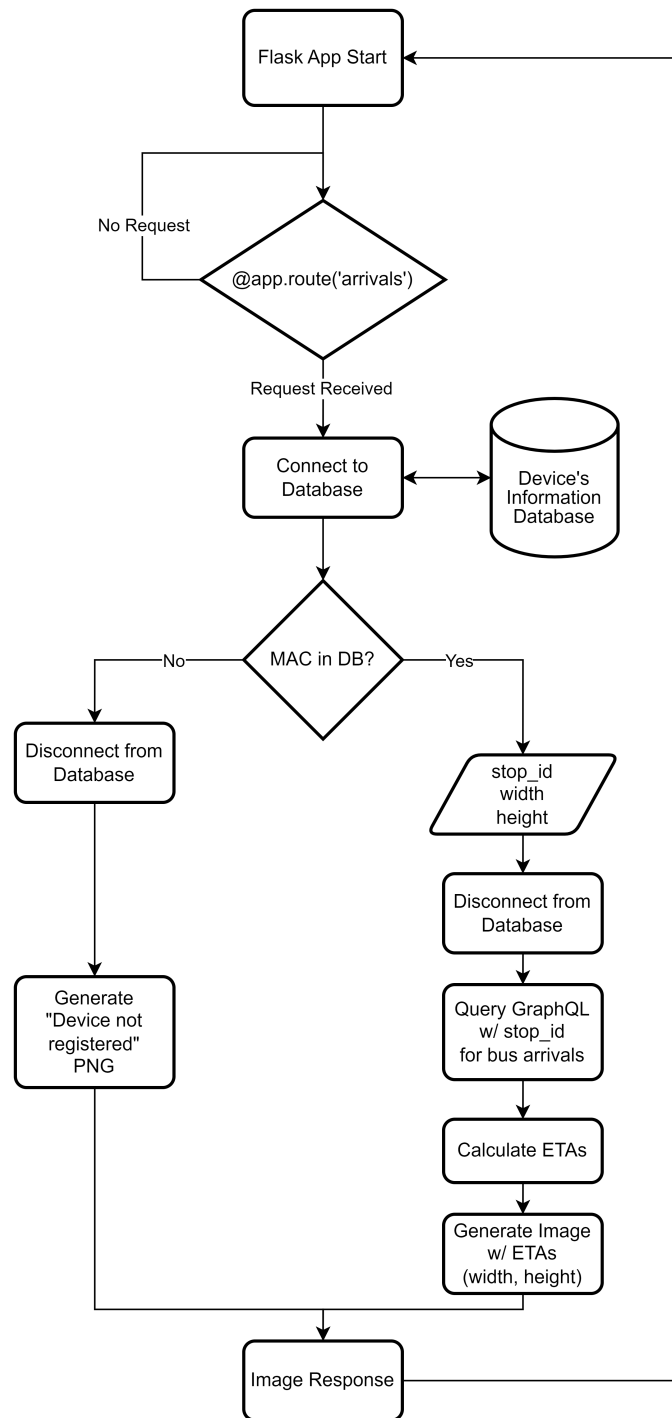 Flask App Start
No Request
@app.route('arrivals')
Request Received
Connect to
Database
Device's
Information
Database
MAC in DB?
No
Yes
Disconnect from
Database
stop_id
width
height
Disconnect from
Database
Generate
"Device not
registered"
PNG
Query GraphQL
w/ stop_id
for bus arrivals
Calculate ETAs
Generate Image
w/ ETAs
(width, height)
Image Response